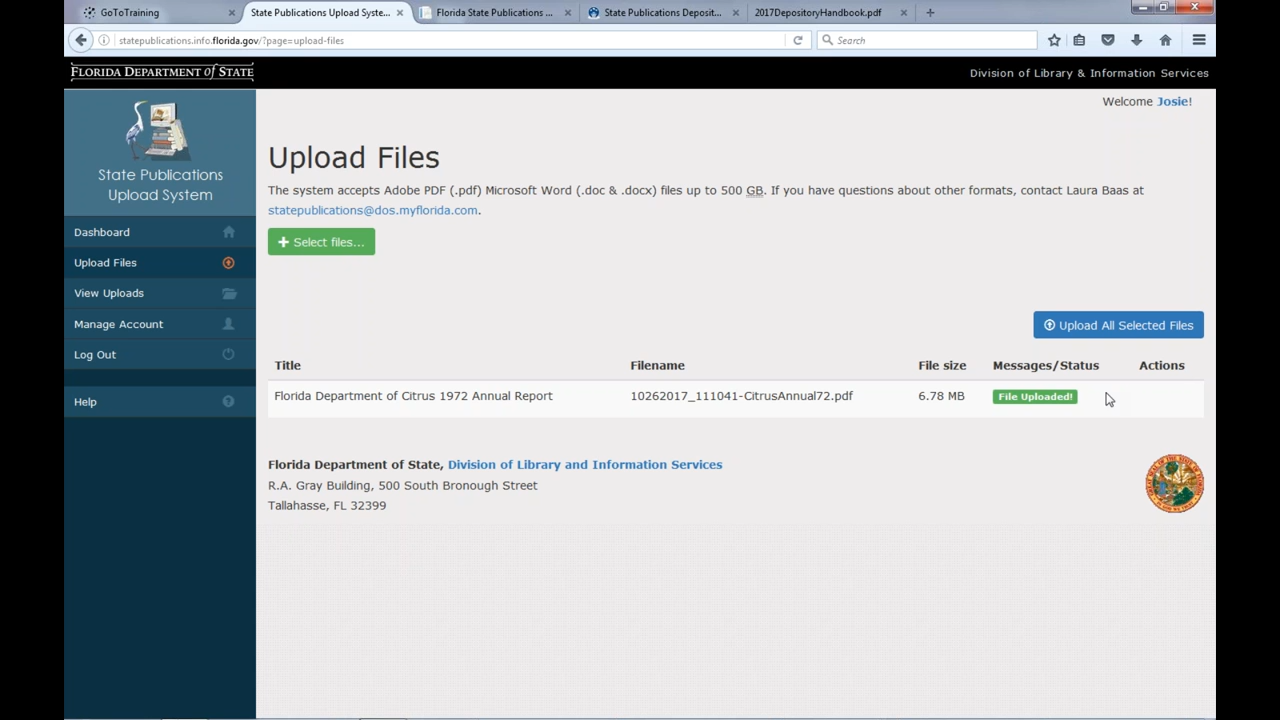 GoToTraining
State Publications Upload Syste...
Florida State Publications ...
State Publications Deposit...
2017DepositoryHandbook.pdf
statepublications.info.florida.gov/?page=upload-files
Search
FLORIDA DEPARTMENT of STATE
Division of Library & Information Services
Welcome Josie!
State Publications
Upload System
Dashboard
Upload Files
View Uploads
Manage Account
Log Out
Help
Upload Files
The system accepts Adobe PDF (.pdf) Microsoft Word (.doc & .docx) files up to 500 GB. If you have questions about other formats, contact Laura Baas at
statepublications@dos.myflorida.com.
Select files...
Upload All Selected Files
Title Filename File size Messages/Status Actions
Florida Department of Citrus 1972 Annual Report 10262017_111041-CitrusAnnual72.pdf 6.78 MB File Uploaded!
Florida Department of State, Division of Library and Information Services
R.A. Gray Building, 500 South Bronough Street
Tallahasse, FL 32399